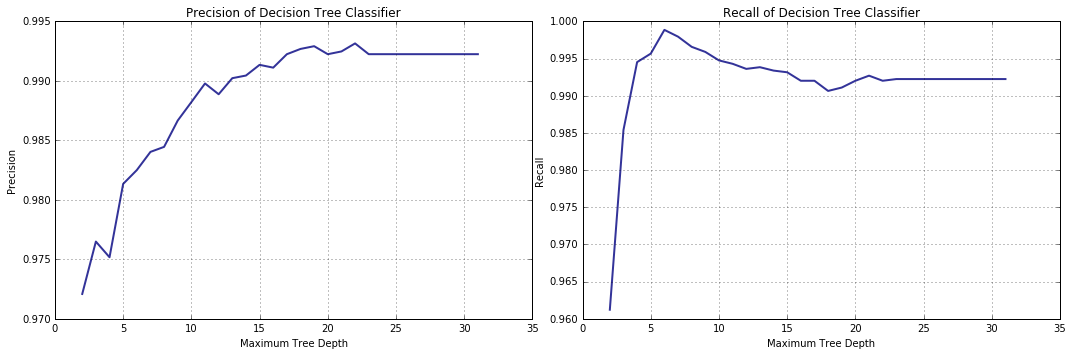 Precision of Decision Tree Classifier
0.995
0.990
0.985
0.980
0.975
0.970
Precision
0 5 10 15 20 25 30 35
Maximum Tree Depth
Recall of Decision Tree Classifier
1.000
0.995
0.990
0.985
0.980
0.975
0.970
0.965
0.960
Recall
0 5 10 15 20 25 30 35
Maximum Tree Depth